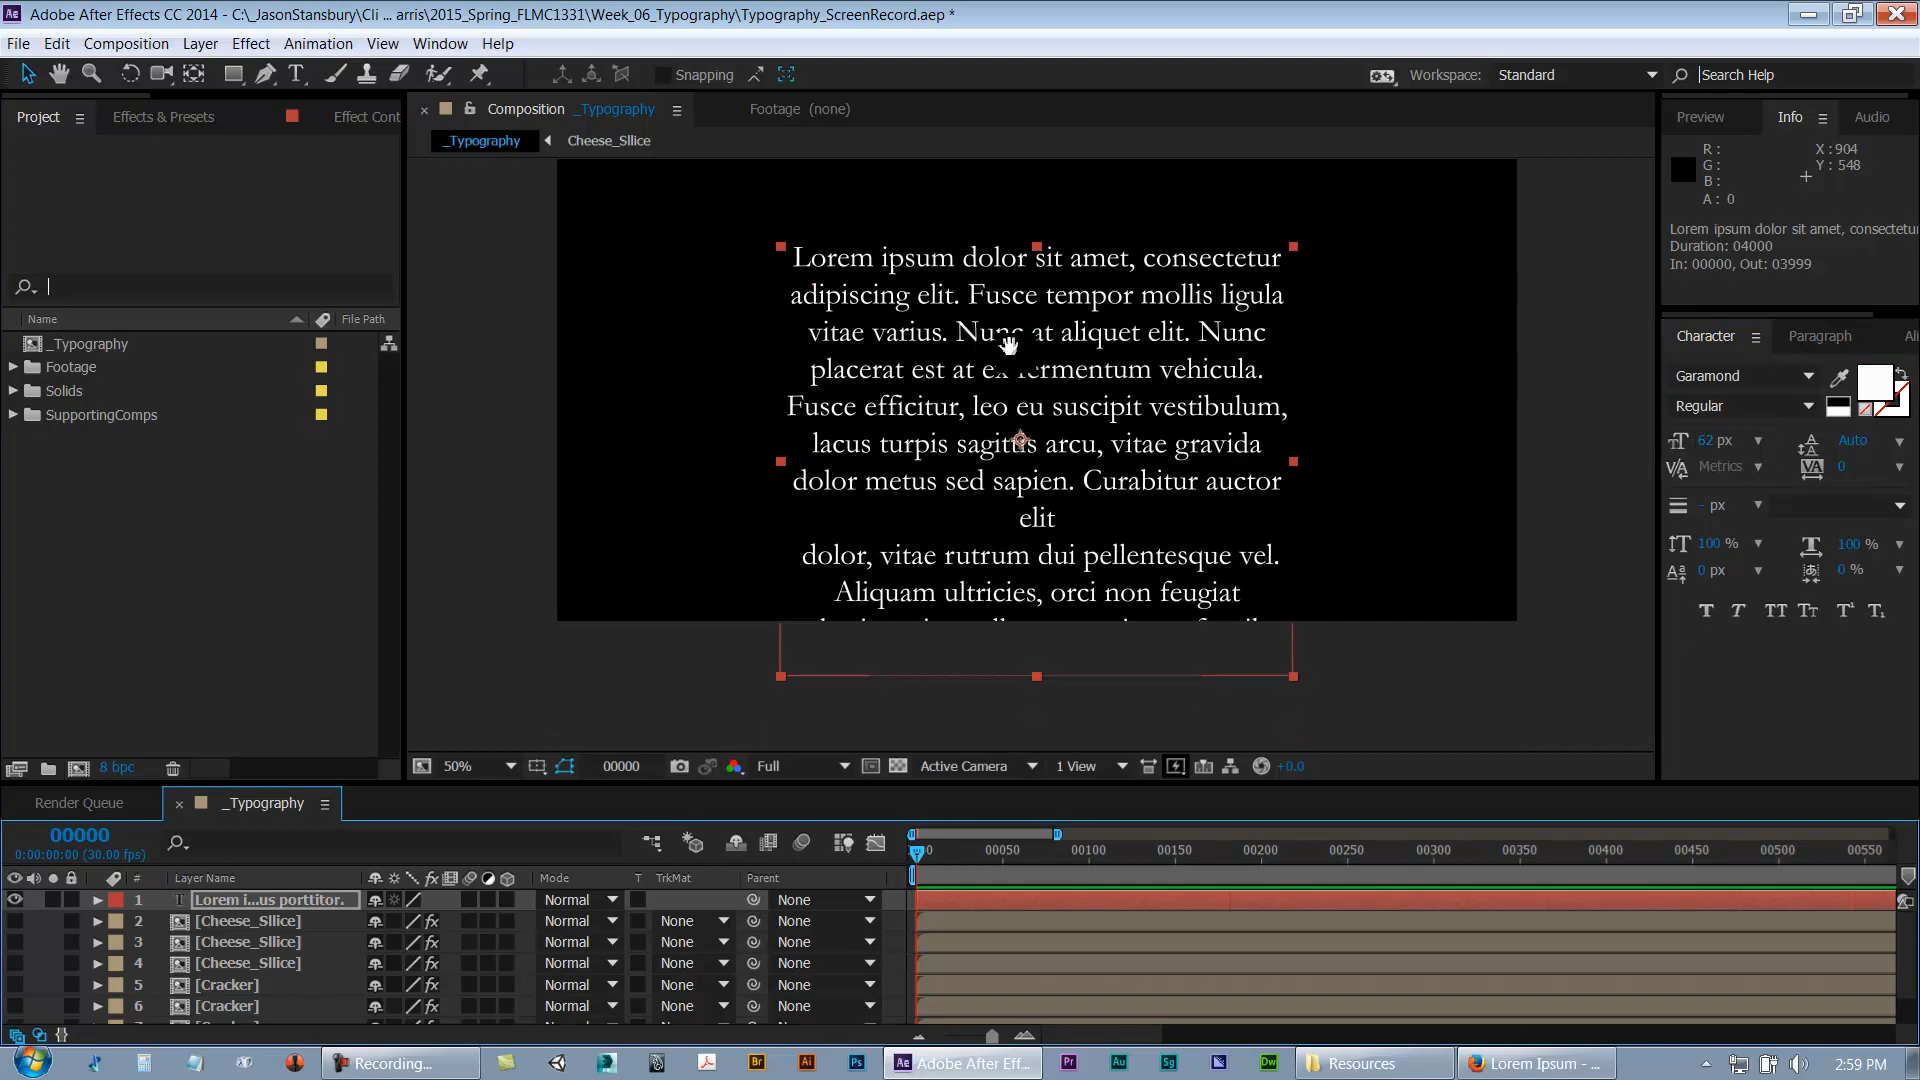 Adobe After Effects CC 2014 - C:\_JasonStansbury\Cli ... arris\2015_Spring_FLMC1331\Week_06_Typography\Typography_ScreenRecord.aep *
File Edit Composition Layer Effect Animation View Window Help
Snapping
Workspace: Standard
Search Help
Project
Effects & Presets
Effect Cont
Composition _Typography
Footage (none)
_Typography
Cheese_Sllice
Preview
Info
Audio
R :
G :
B :
A : 0
X : 904
Y : 548
Lorem ipsum dolor sit amet, consectetu
Duration: 04000
In: 00000, Out: 03999
Name
File Path
_Typography
Footage
Solids
SupportingComps
8 bpc
Lorem ipsum dolor sit amet, consectetur
adipiscing elit. Fusce tempor mollis ligula
vitae varius. Nunc at aliquet elit. Nunc
placerat est at ex fermentum vehicula.
Fusce efficitur, leo eu suscipit vestibulum,
lacus turpis sagittis arcu, vitae gravida
dolor metus sed sapien. Curabitur auctor
elit
dolor, vitae rutrum dui pellentesque vel.
Aliquam ultricies, orci non feugiat
Character
Paragraph
Ali
Garamond
Regular
62 px
Auto
Metrics
0
- px
100 %
100 %
0 px
0 %
50%
00000
Full
Active Camera
1 View
+0.0
Render Queue
_Typography
00000
0:00:00:00 (30.00 fps)
00050 00100 00150 00200 00250 00300 00350 00400 00450 00500 00550
# Layer Name Mode T TrkMat Parent
1 Lorem i...us porttitor. Normal None
2 [Cheese_Sllice] Normal None None
3 [Cheese_Sllice] Normal None None
4 [Cheese_Sllice] Normal None None
5 [Cracker] Normal None None
6 [Cracker] Normal None None
Recording...
Adobe After Eff...
Resources
Lorem Ipsum - ...
2:59 PM